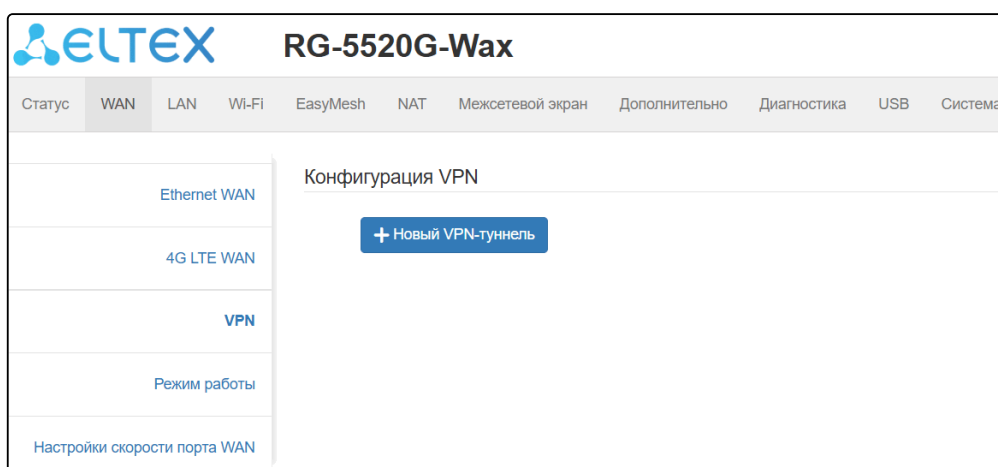 ELTEX RG-5520G-Wax
Статус WAN LAN Wi-Fi EasyMesh NAT Межсетевой экран Дополнительно Диагностика USB Система
Конфигурация VPN
Ethernet WAN
+ Новый VPN-туннель
4G LTE WAN
VPN
Режим работы
Настройки скорости порта WAN